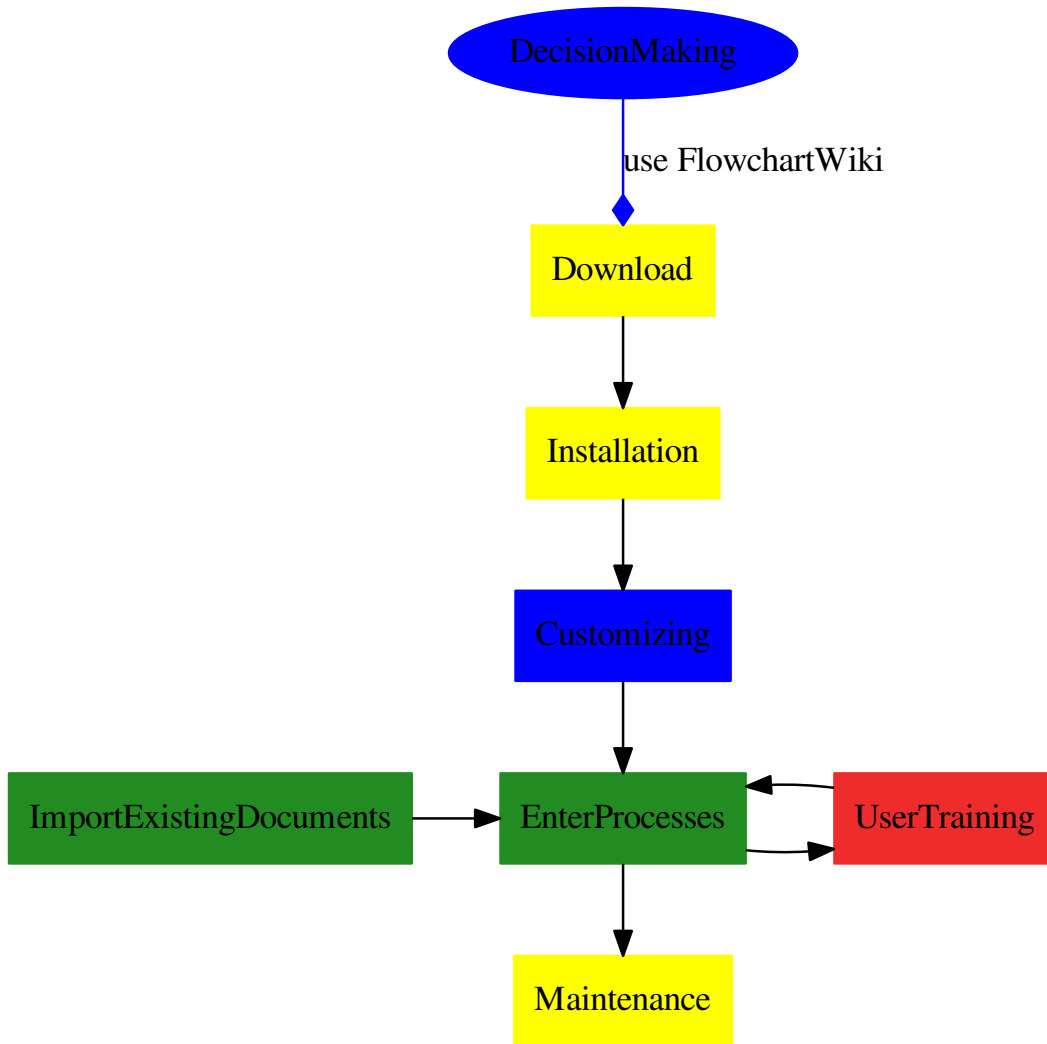 DecisionMaking
use FlowchartWiki
Download
Installation
Customizing
ImportExistingDocuments
EnterProcesses
UserTraining
Maintenance